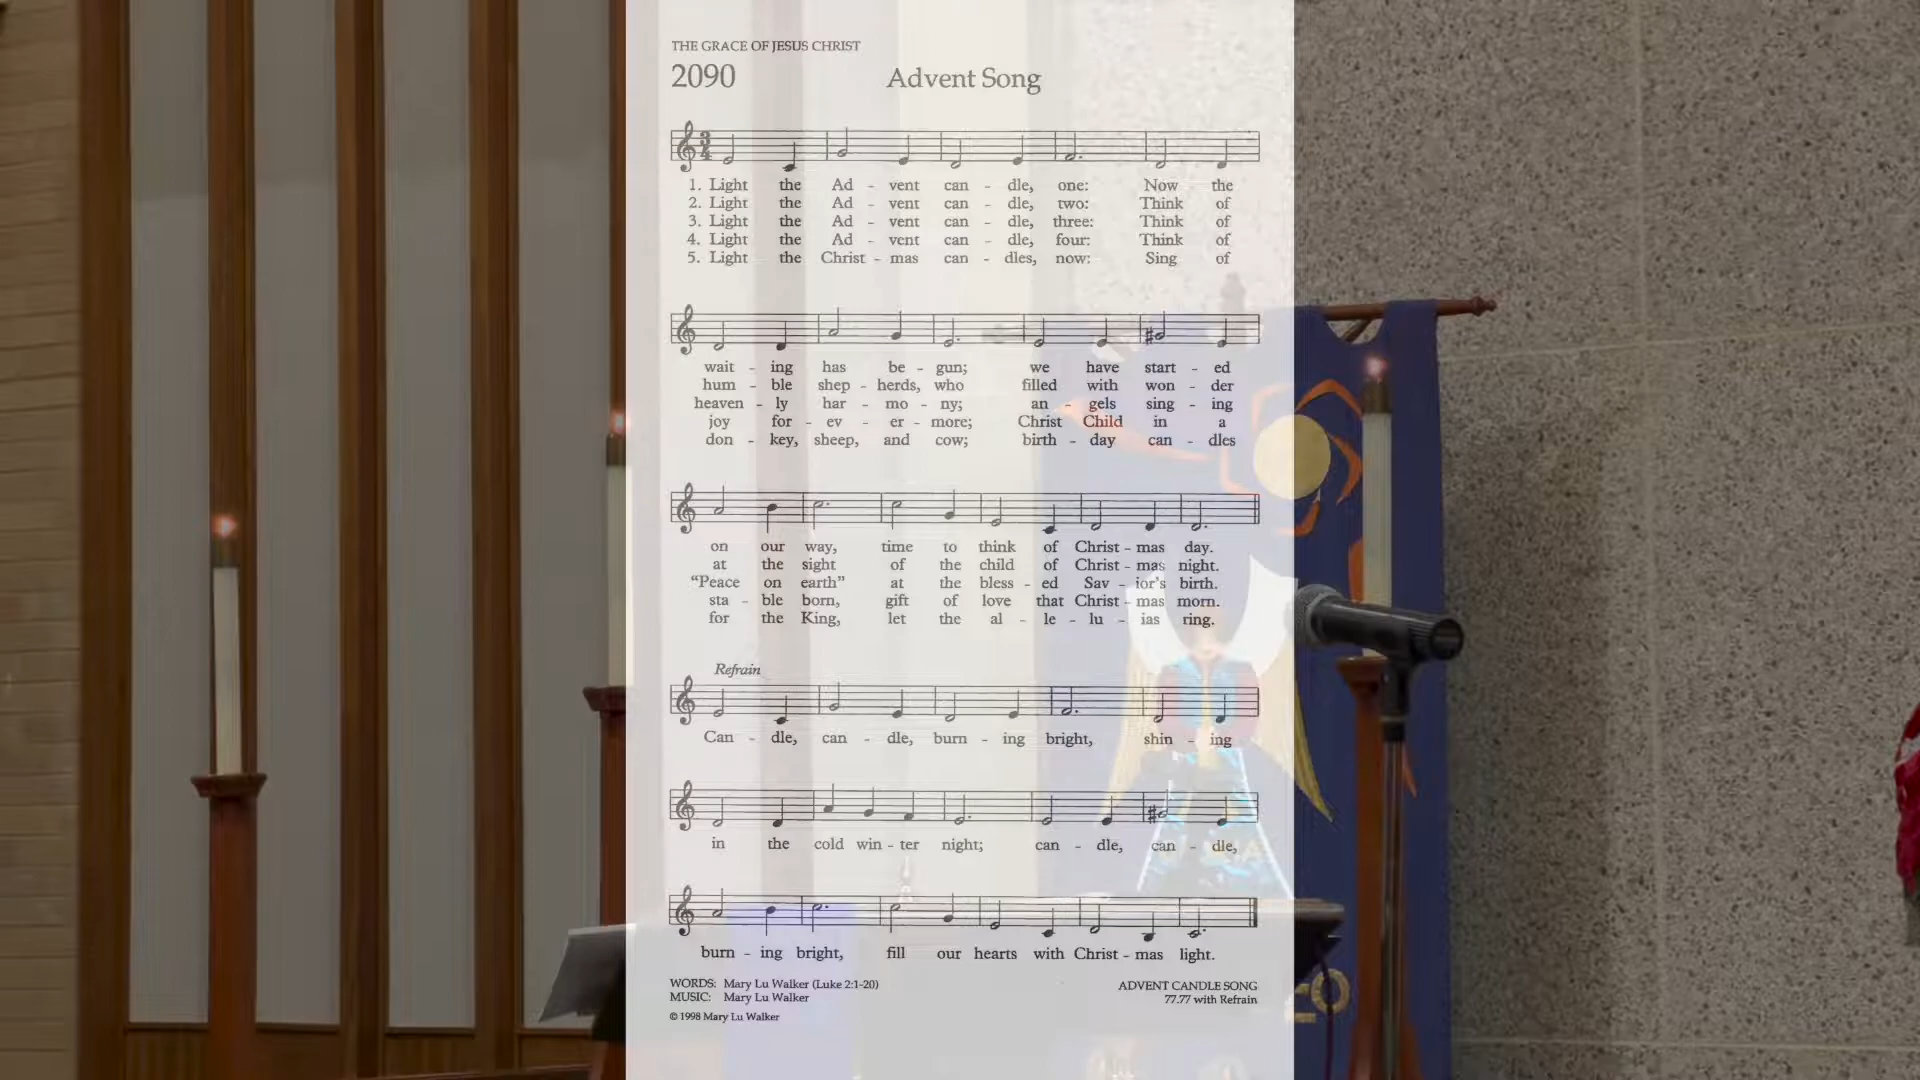 THE GRACE OF JESUS CHRIST
2090 Advent Song
1. Light the Ad - vent can - dle, one: Now the
2. Light the Ad - vent can - dle, two: Think of
3. Light the Ad - vent can - dle, three: Think of
4. Light the Ad - vent can - dle, four: Think of
5. Light the Christ - mas can - dles, now: Sing of
wait - ing has be - gun; we have start - ed
hum - ble shep - herds, who filled with won - der
heaven - ly har - mo - ny; an - gels sing - ing
joy for - ev - er - more; Christ Child in a
don - key, sheep, and cow; birth - day can - dles
on our way, time to think of Christ - mas day.
at the sight of the child of Christ - mas night.
“Peace on earth” at the bless - ed Sav - ior's birth.
sta - ble born, gift of love that Christ - mas morn.
for the King, let the al - le - lu - ias ring.
Refrain
Can - dle, can - dle, burn - ing bright, shin - ing
in the cold win - ter night; can - dle, can - dle,
burn - ing bright, fill our hearts with Christ - mas light.
WORDS: Mary Lu Walker (Luke 2:1-20)
MUSIC: Mary Lu Walker
© 1998 Mary Lu Walker
ADVENT CANDLE SONG
77.77 with Refrain